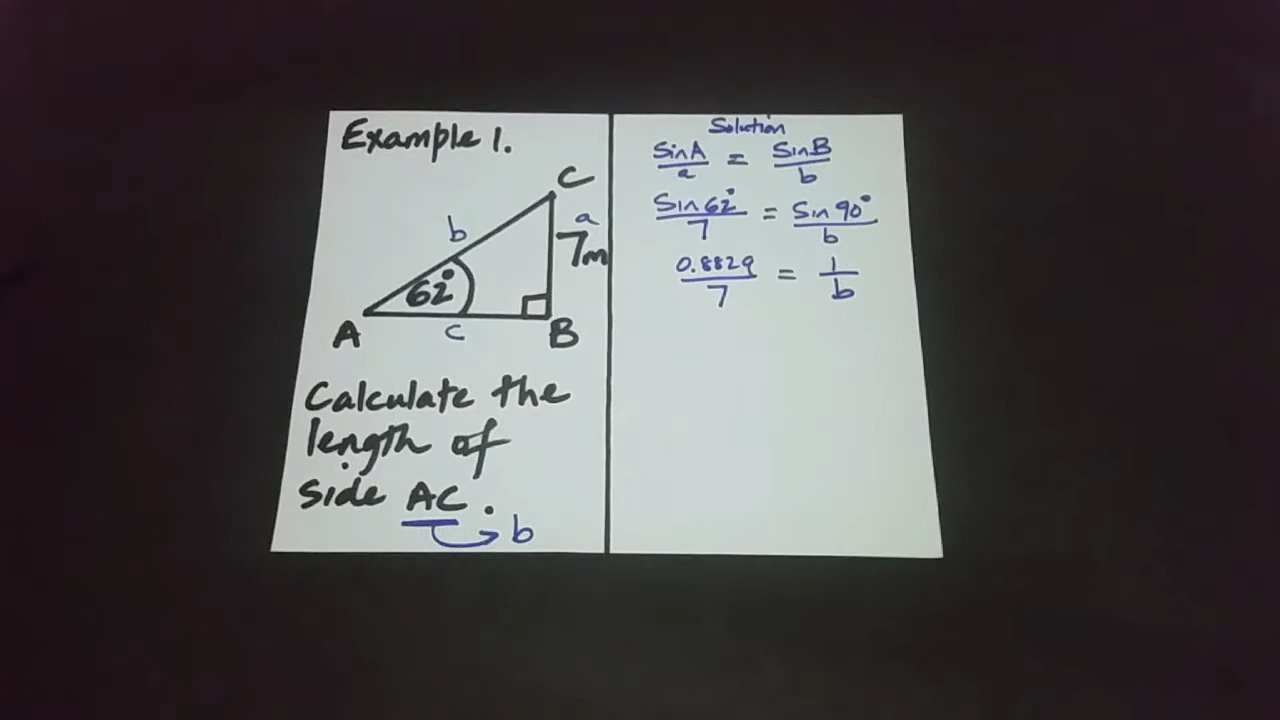 Example 1.
C
b
a
7m
62°
A
c
B
Calculate the
length of
side AC.
b
Solution
SinA/a = SinB/b
Sin62°/7 = Sin90°/b
0.8829/7 = 1/b